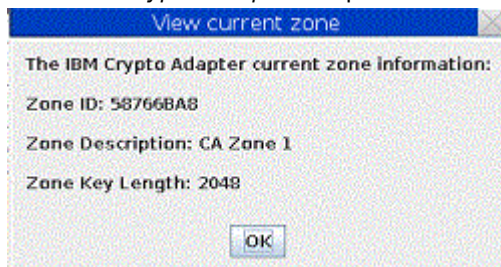 View current zone
The IBM Crypto Adapter current zone information:
Zone ID: 58766BA8
Zone Description: CA Zone 1
Zone Key Length: 2048
OK